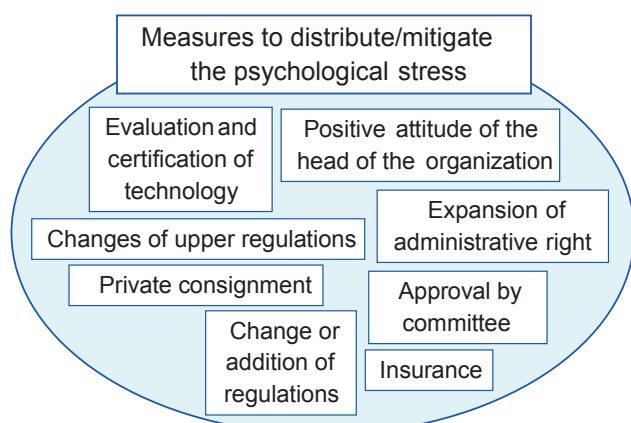 Measures to distribute/mitigate
the psychological stress
Evaluation and
certification of
technology
Positive attitude of the
head of the organization
Changes of upper regulations
Expansion of
administrative right
Private consignment
Approval by
committee
Change or
addition of
regulations
Insurance